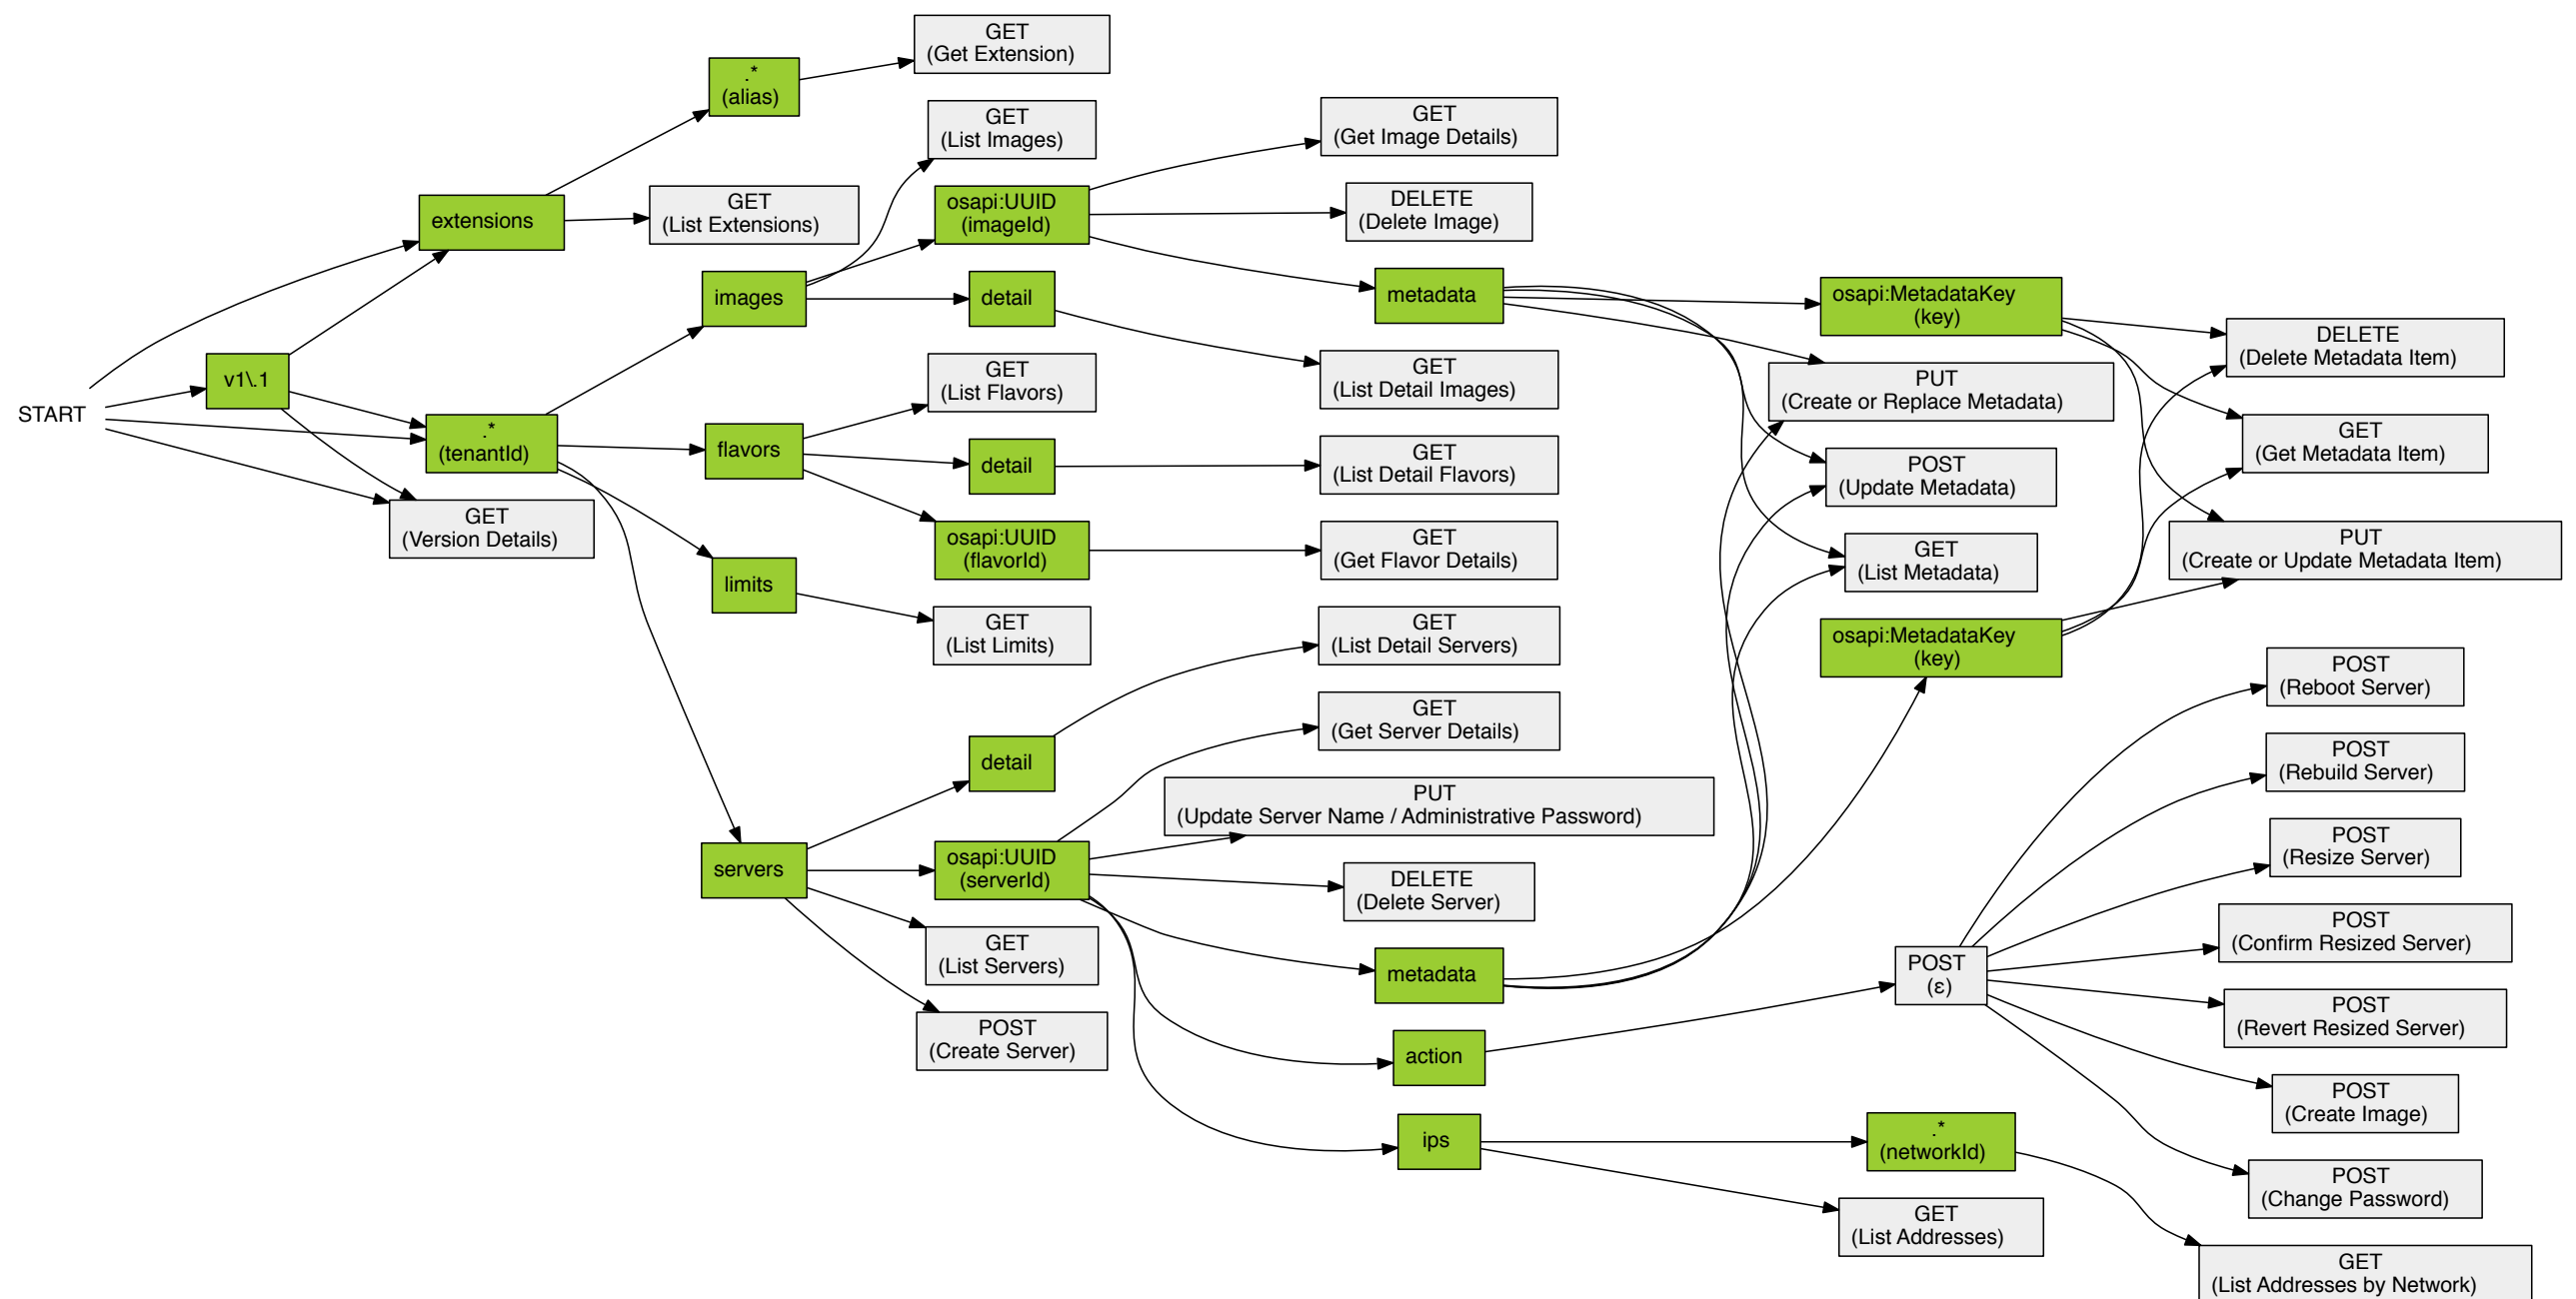 START
v1\.1
extensions
.*
(tenantId)
GET
(Version Details)
.*
(alias)
GET
(List Extensions)
images
flavors
limits
servers
GET
(Get Extension)
GET
(List Images)
osapi:UUID
(imageId)
detail
GET
(List Flavors)
detail
osapi:UUID
(flavorId)
GET
(List Limits)
detail
osapi:UUID
(serverId)
GET
(List Servers)
POST
(Create Server)
GET
(Get Image Details)
DELETE
(Delete Image)
metadata
GET
(List Detail Images)
GET
(List Detail Flavors)
GET
(Get Flavor Details)
GET
(List Detail Servers)
GET
(Get Server Details)
PUT
(Update Server Name / Administrative Password)
DELETE
(Delete Server)
metadata
action
ips
osapi:MetadataKey
(key)
PUT
(Create or Replace Metadata)
POST
(Update Metadata)
GET
(List Metadata)
osapi:MetadataKey
(key)
POST
(ε)
.*
(networkId)
GET
(List Addresses)
DELETE
(Delete Metadata Item)
GET
(Get Metadata Item)
PUT
(Create or Update Metadata Item)
POST
(Reboot Server)
POST
(Rebuild Server)
POST
(Resize Server)
POST
(Confirm Resized Server)
POST
(Revert Resized Server)
POST
(Create Image)
POST
(Change Password)
GET
(List Addresses by Network)